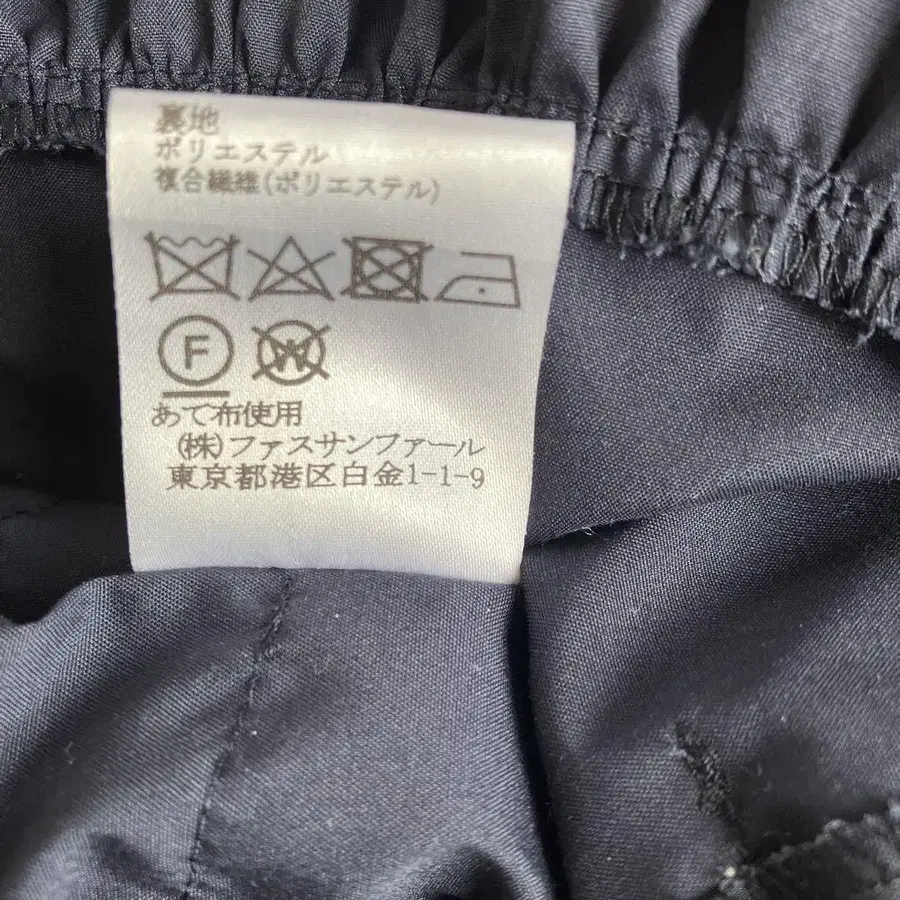 裏地
ポリエステル
複合繊維(ポリエステル)
F W
あて布使用
(株)ファスサンファール
東京都港区白金1-1-9